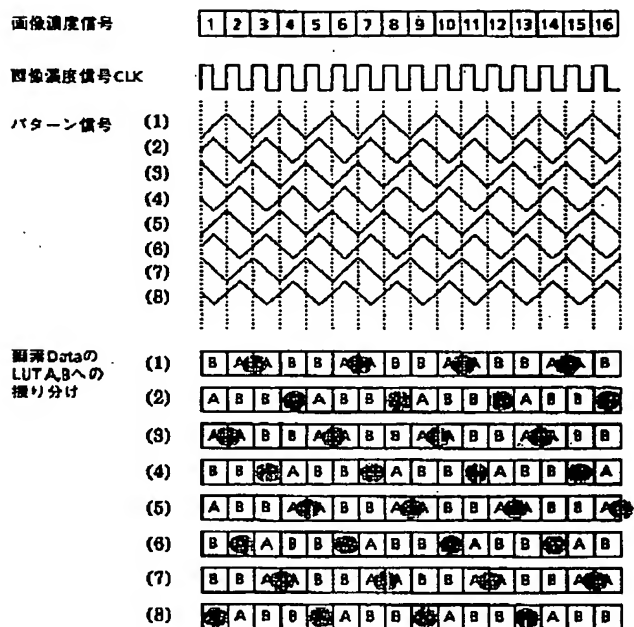 画像濃度信号 1 2 3 4 5 6 7 8 9 10 11 12 13 14 15 16
画像濃度信号CLK
パターン信号 (1)
(2)
(3)
(4)
(5)
(6)
(7)
(8)
画素Dataの
LUT A,Bへの
振り分け
(1) B A A B B A A B B A A B B A A B
(2) A B B A B B A B B A B B
(3) A A B B A A B B A A B B A A B B
(4) B B A B B A B B A B B A
(5) A B B A A B B A A B B A A B B A
(6) B A B B A B B A B B A B
(7) B B A A B B A A B B A A B B A A
(8) A B B A B B A B B A B B